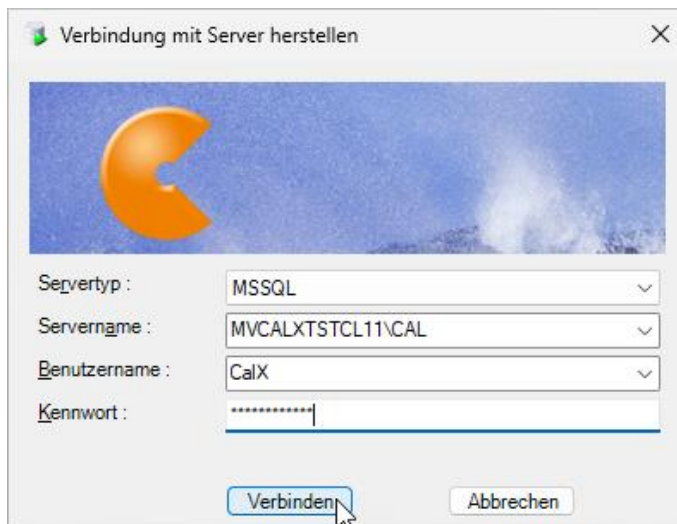 Verbindung mit Server herstellen
Servertyp : MSSQL
Servername : MVCALXTSTCL11\CAL
Benutzername : CalX
Kennwort : ************
Verbinden Abbrechen